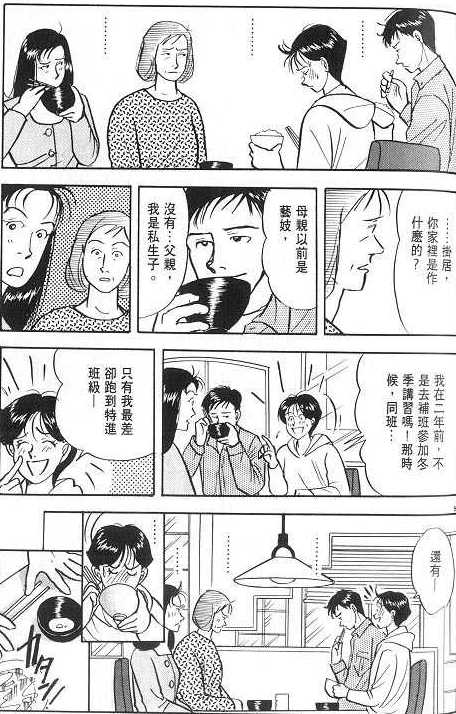 ……
……
……
……
……掛居，
你家裡是作
什麼的？
母親以前是
藝妓，
沒有…父親，
我是私生子。
我在二年前，不
是去補班參加冬
季講習嗎！那時
候，同班…
只有我最差
卻跑到特進
班級—
還有—
……
……
カタン